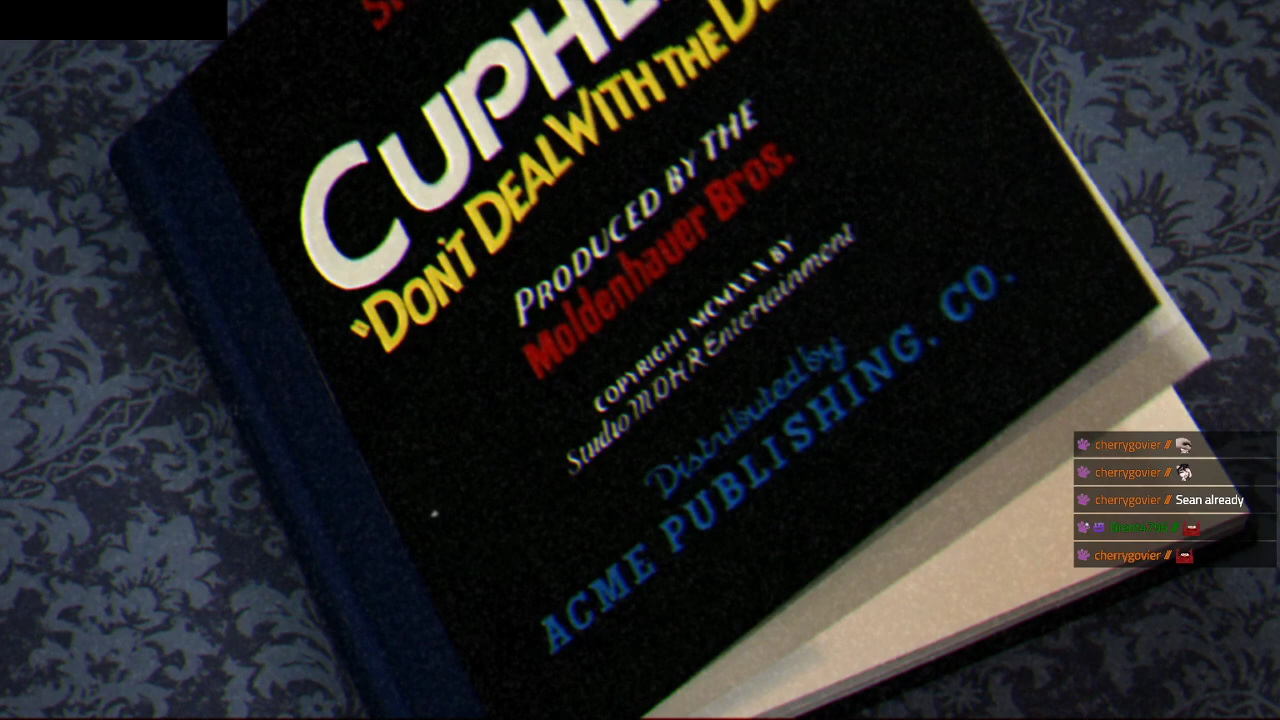 CUPHE
"DON'T DEAL WITH THE DE
PRODUCED BY THE
Moldenhauer Bros.
COPYRIGHT MCMXXX BY
Studio MDHR Entertainment
Distributed by
ACME PUBLISHING. CO.
cherrygovier //
cherrygovier //
cherrygovier // Sean already
cherrygovier //